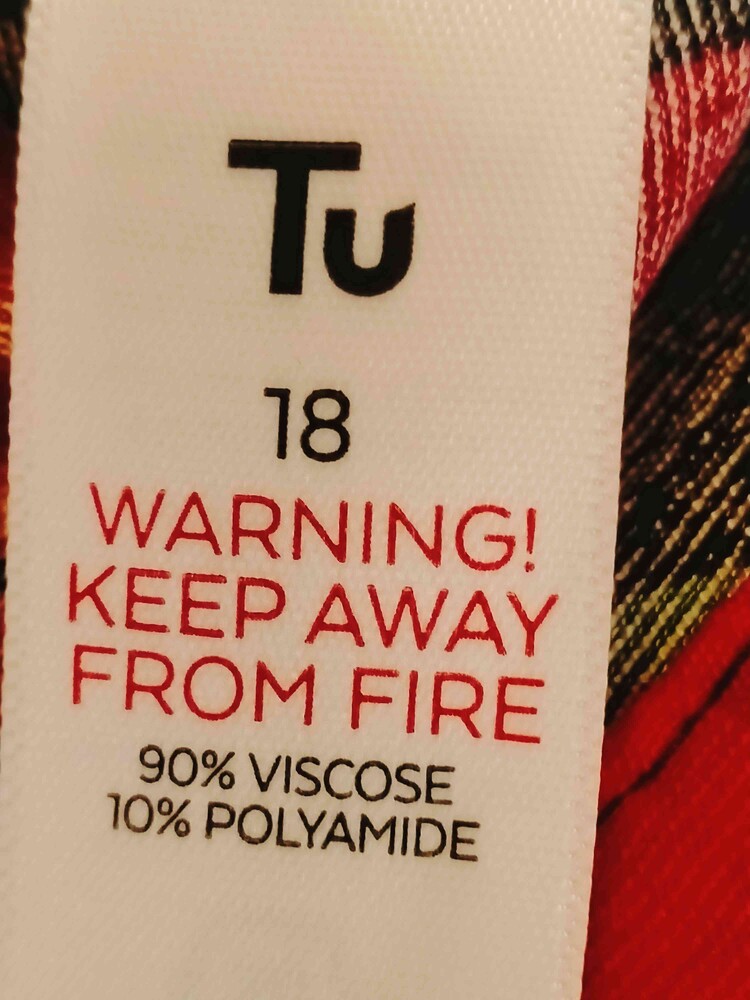 Tu
18
WARNING!
KEEP AWAY
FROM FIRE
90% VISCOSE
10% POLYAMIDE